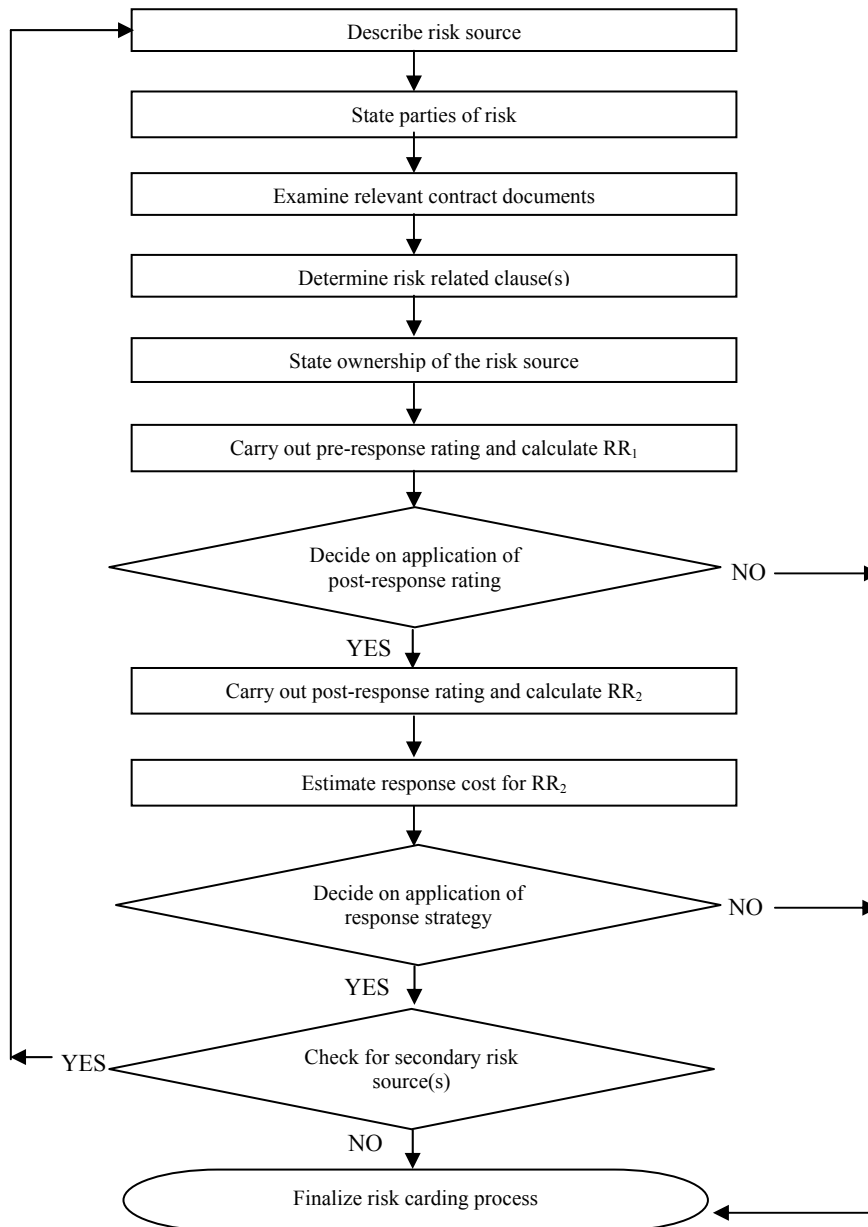 Describe risk source
State parties of risk
Examine relevant contract documents
Determine risk related clause(s)
State ownership of the risk source
Carry out pre-response rating and calculate RR₁
Decide on application of
post-response rating
NO
YES
Carry out post-response rating and calculate RR₂
Estimate response cost for RR₂
Decide on application of
response strategy
NO
YES
YES
Check for secondary risk
source(s)
NO
Finalize risk carding process